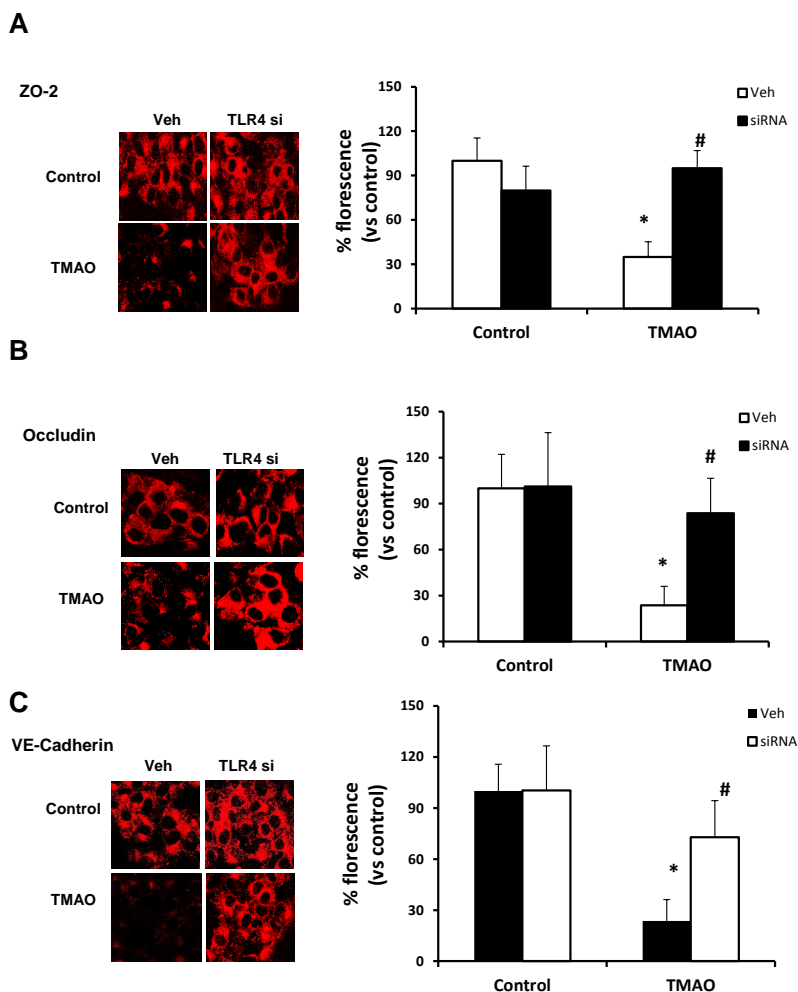 A
ZO-2
Veh TLR4 si
Control
TMAO
150
120
90
60
30
0
% florescence
(vs control)
Veh
siRNA
*
#
Control TMAO
B
Occludin
Veh TLR4 si
Control
TMAO
150
120
90
60
30
0
% florescence
(vs control)
Veh
siRNA
*
#
Control TMAO
C
VE-Cadherin
Veh TLR4 si
Control
TMAO
150
120
90
60
30
0
% florescence
(vs control)
Veh
siRNA
*
#
Control TMAO